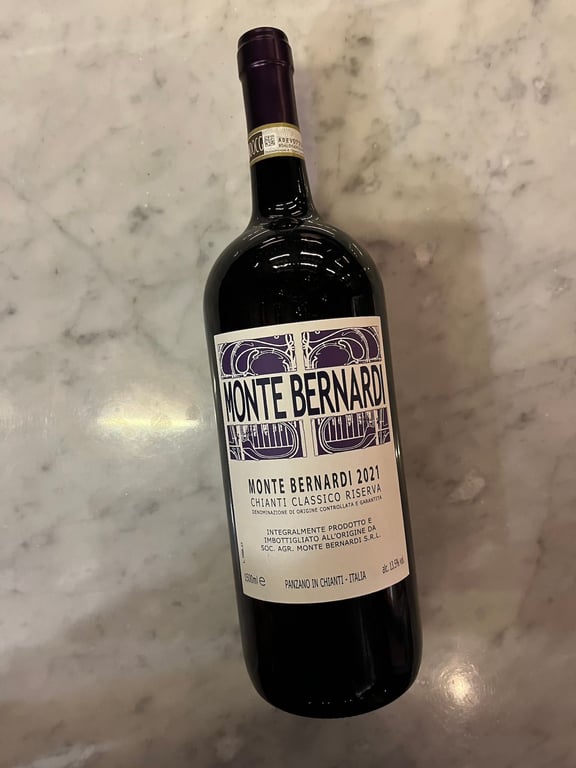 MONTE BERNARDI
MONTE BERNARDI 2021
CHIANTI CLASSICO RISERVA
DENOMINAZIONE DI ORIGINE CONTROLLATA E GARANTITA
INTEGRALMENTE PRODOTTO E
IMBOTTIGLIATO ALL'ORIGINE DA
SOC. AGR. MONTE BERNARDI S.R.L.
1500ml e
PANZANO IN CHIANTI - ITALIA
alc. 13.5% vol.